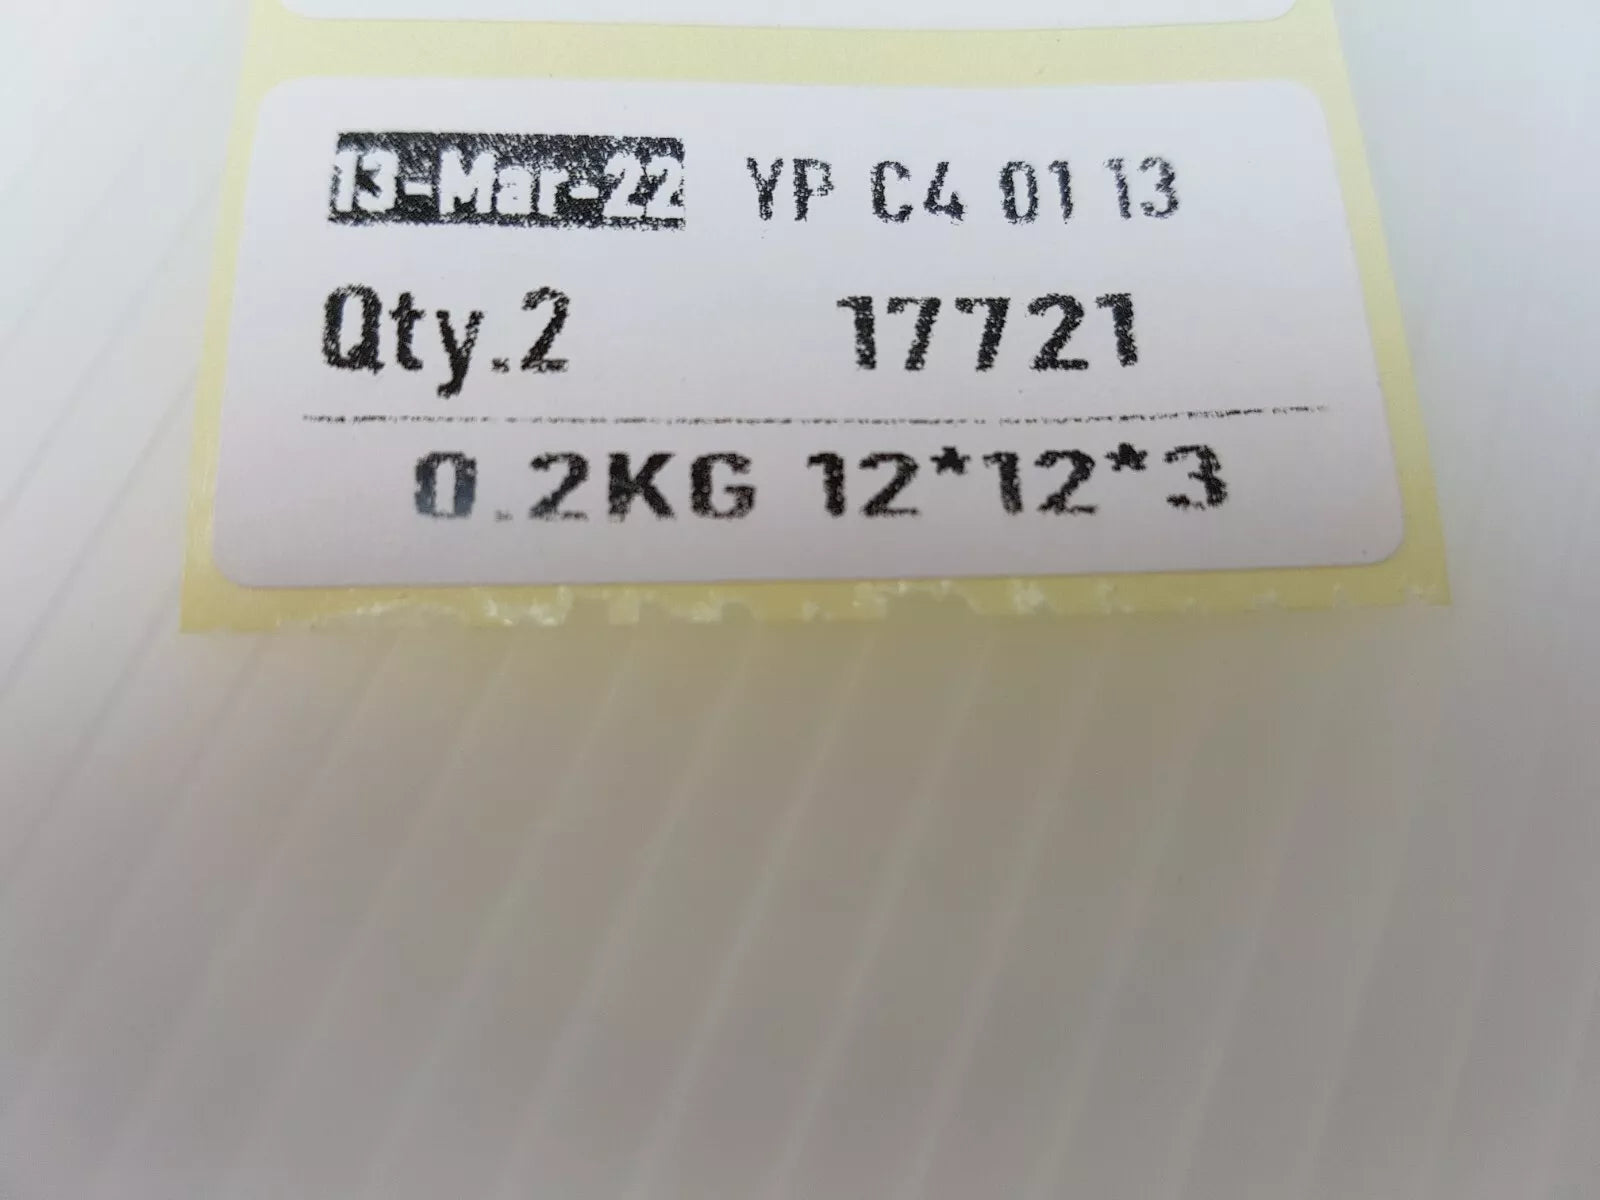 13-Mar-22 YP C4 01 13
Qty.2 17721
0.2KG 12*12*3